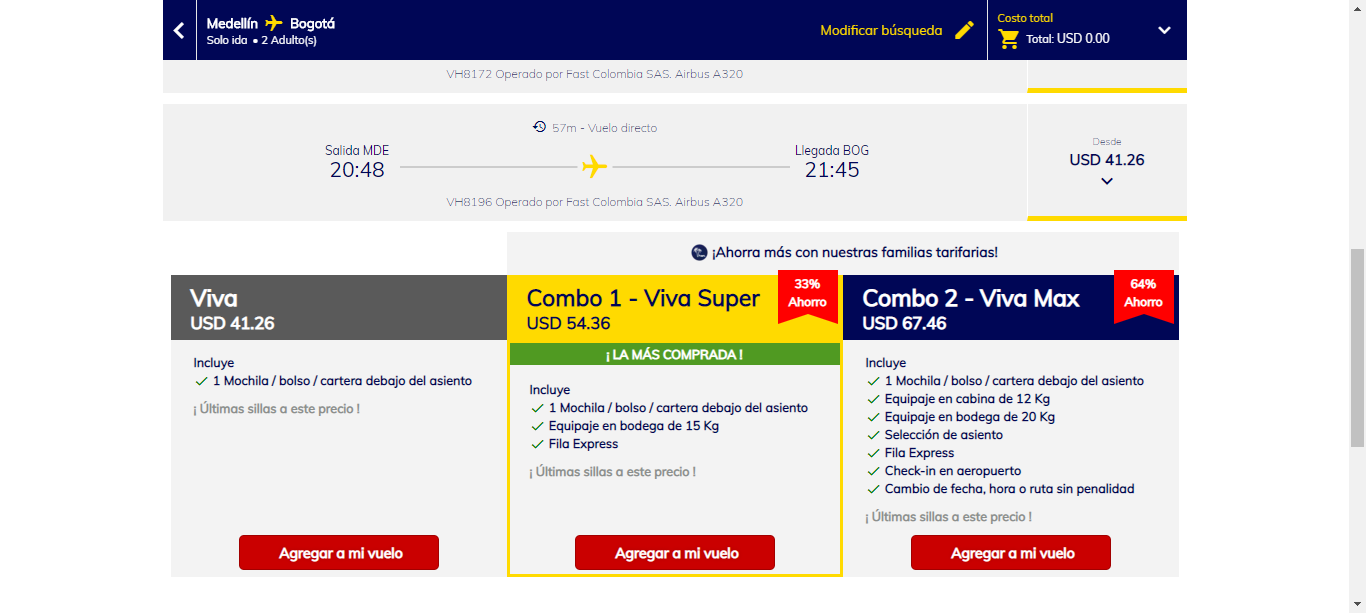 Medellín Bogotá
Solo ida • 2 Adulto(s)
Modificar búsqueda
Costo total
Total: USD 0.00
VH8172 Operado por Fast Colombia SAS. Airbus A320
57m - Vuelo directo
Salida MDE
20:48
Llegada BOG
21:45
VH8196 Operado por Fast Colombia SAS. Airbus A320
Desde
USD 41.26
¡Ahorra más con nuestras familias tarifarias!
Viva
USD 41.26
Incluye
1 Mochila / bolso / cartera debajo del asiento
¡ Últimas sillas a este precio !
Agregar a mi vuelo
Combo 1 - Viva Super
USD 54.36
33%
Ahorro
¡ LA MÁS COMPRADA !
Incluye
1 Mochila / bolso / cartera debajo del asiento
Equipaje en bodega de 15 Kg
Fila Express
¡ Últimas sillas a este precio !
Agregar a mi vuelo
Combo 2 - Viva Max
USD 67.46
64%
Ahorro
Incluye
1 Mochila / bolso / cartera debajo del asiento
Equipaje en cabina de 12 Kg
Equipaje en bodega de 20 Kg
Selección de asiento
Fila Express
Check-in en aeropuerto
Cambio de fecha, hora o ruta sin penalidad
¡ Últimas sillas a este precio !
Agregar a mi vuelo